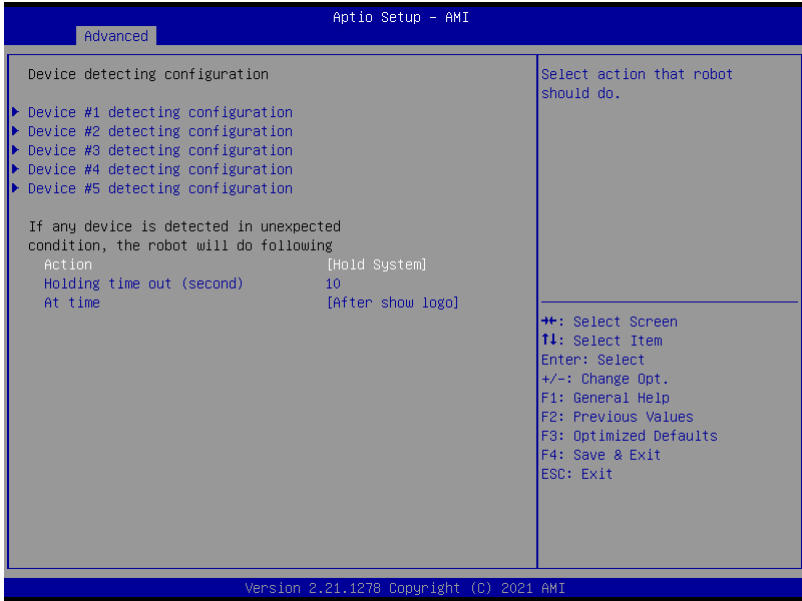 Aptio Setup – AMI
Advanced
Device detecting configuration
Device #1 detecting configuration
Device #2 detecting configuration
Device #3 detecting configuration
Device #4 detecting configuration
Device #5 detecting configuration
If any device is detected in unexpected
condition, the robot will do following
Action [Hold System]
Holding time out (second) 10
At time [After show logo]
Select action that robot
should do.
→←: Select Screen
↑↓: Select Item
Enter: Select
+/-: Change Opt.
F1: General Help
F2: Previous Values
F3: Optimized Defaults
F4: Save & Exit
ESC: Exit
Version 2.21.1278 Copyright (C) 2021 AMI